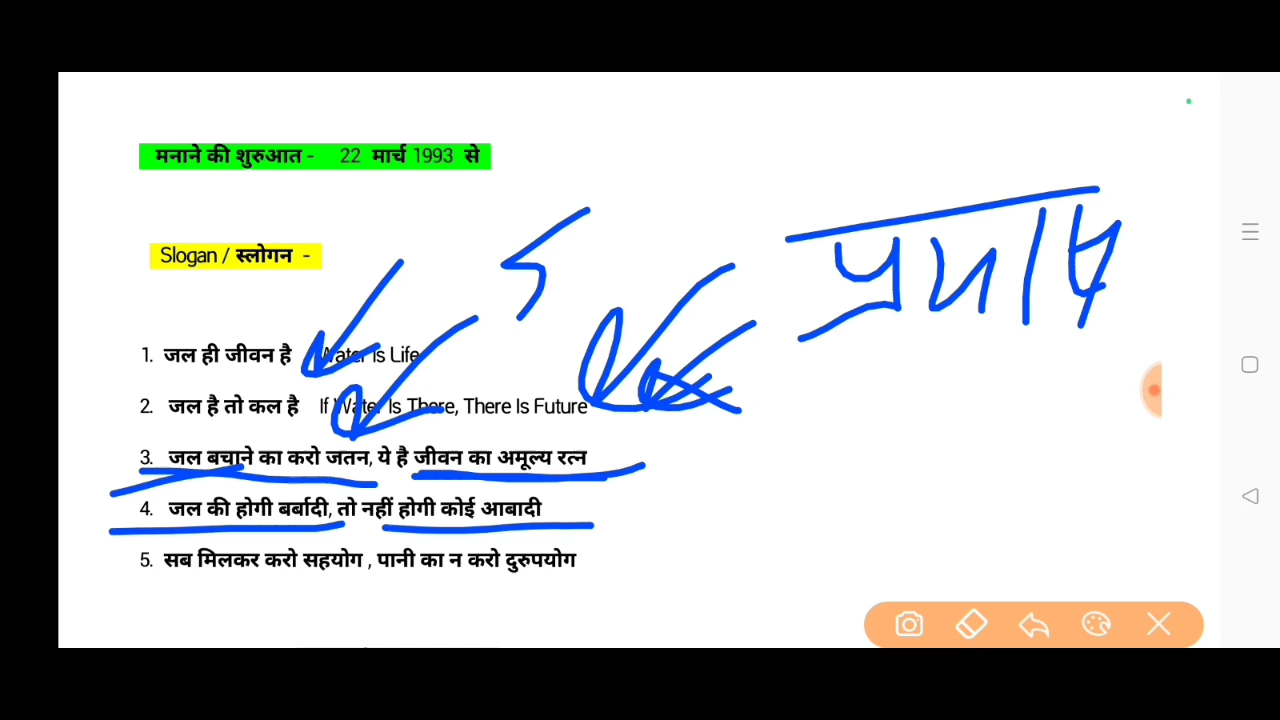 मनाने की शुरुआत - 22 मार्च 1993 से
Slogan / स्लोगन -
1. जल ही जीवन है Water Is Life
2. जल है तो कल है If Water Is There, There Is Future
3. जल बचाने का करो जतन, ये है जीवन का अमूल्य रत्न
4. जल की होगी बर्बादी, तो नहीं होगी कोई आबादी
5. सब मिलकर करो सहयोग , पानी का न करो दुरुपयोग